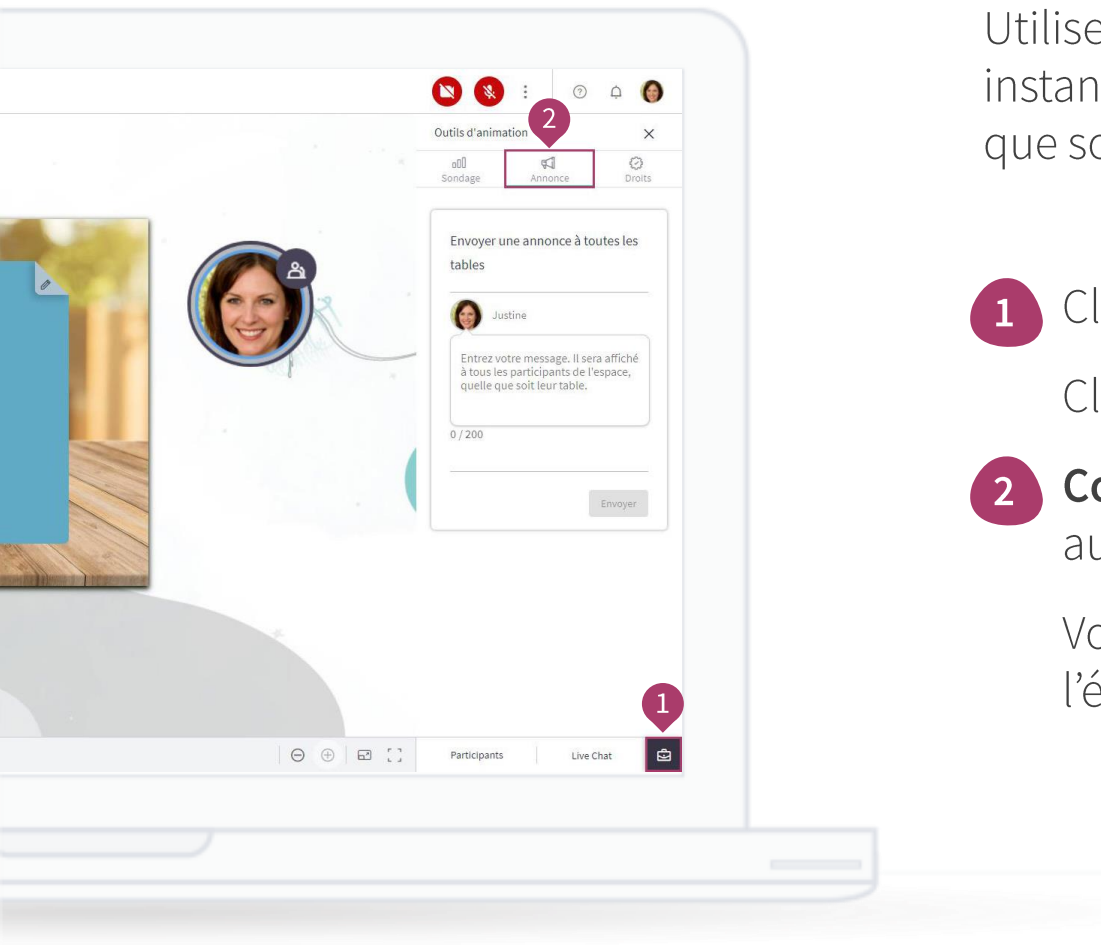 Outils d'animation
2
Sondage
Annonce
Droits
Envoyer une annonce à toutes les
tables
Justine
Entrez votre message. Il sera affiché
à tous les participants de l'espace,
quelle que soit leur table.
0 / 200
Envoyer
1
Participants
Live Chat
Utilise
instan
que so
1 Cl
Cl
2 Co
au
Vo
l'é